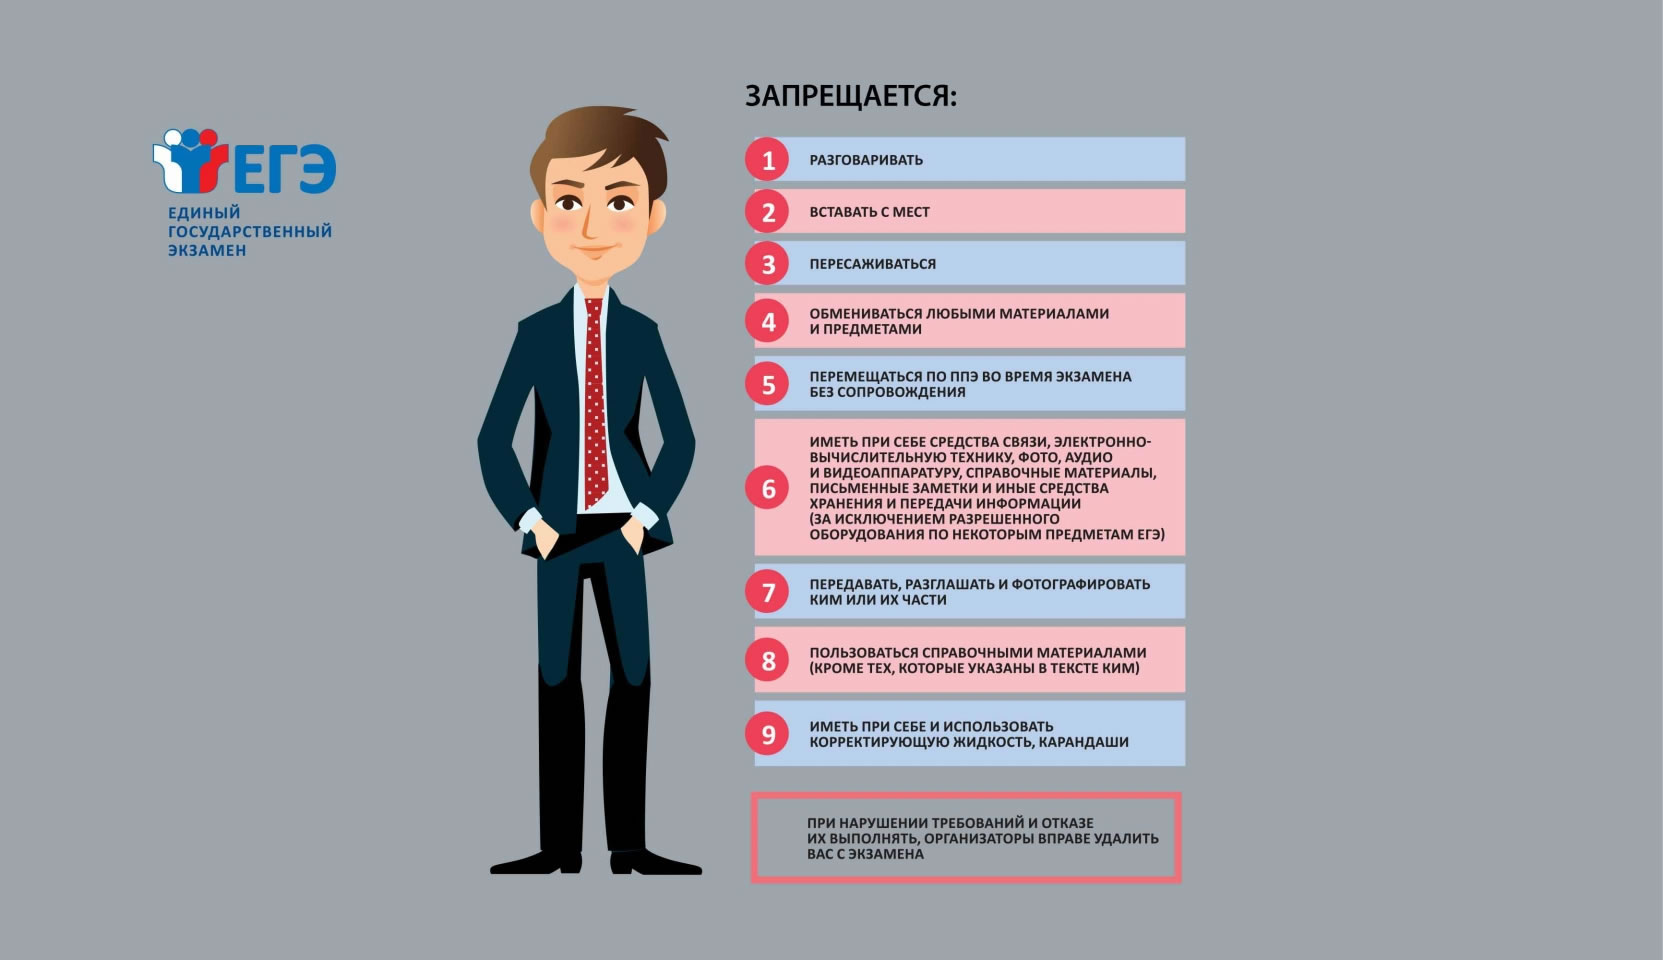 ЕГЭ
ЕДИНЫЙ
ГОСУДАРСТВЕННЫЙ
ЭКЗАМЕН
ЗАПРЕЩАЕТСЯ:
1 РАЗГОВАРИВАТЬ
2 ВСТАВАТЬ С МЕСТ
3 ПЕРЕСАЖИВАТЬСЯ
4 ОБМЕНИВАТЬСЯ ЛЮБЫМИ МАТЕРИАЛАМИ
И ПРЕДМЕТАМИ
5 ПЕРЕМЕЩАТЬСЯ ПО ППЭ ВО ВРЕМЯ ЭКЗАМЕНА
БЕЗ СОПРОВОЖДЕНИЯ
6 ИМЕТЬ ПРИ СЕБЕ СРЕДСТВА СВЯЗИ, ЭЛЕКТРОННО-
ВЫЧИСЛИТЕЛЬНУЮ ТЕХНИКУ, ФОТО, АУДИО
И ВИДЕОАППАРАТУРУ, СПРАВОЧНЫЕ МАТЕРИАЛЫ,
ПИСЬМЕННЫЕ ЗАМЕТКИ И ИНЫЕ СРЕДСТВА
ХРАНЕНИЯ И ПЕРЕДАЧИ ИНФОРМАЦИИ
(ЗА ИСКЛЮЧЕНИЕМ РАЗРЕШЕННОГО
ОБОРУДОВАНИЯ ПО НЕКОТОРЫМ ПРЕДМЕТАМ ЕГЭ)
7 ПЕРЕДАВАТЬ, РАЗГЛАШАТЬ И ФОТОГРАФИРОВАТЬ
КИМ ИЛИ ИХ ЧАСТИ
8 ПОЛЬЗОВАТЬСЯ СПРАВОЧНЫМИ МАТЕРИАЛАМИ
(КРОМЕ ТЕХ, КОТОРЫЕ УКАЗАНЫ В ТЕКСТЕ КИМ)
9 ИМЕТЬ ПРИ СЕБЕ И ИСПОЛЬЗОВАТЬ
КОРРЕКТИРУЮЩУЮ ЖИДКОСТЬ, КАРАНДАШИ
ПРИ НАРУШЕНИИ ТРЕБОВАНИЙ И ОТКАЗЕ
ИХ ВЫПОЛНЯТЬ, ОРГАНИЗАТОРЫ ВПРАВЕ УДАЛИТЬ
ВАС С ЭКЗАМЕНА